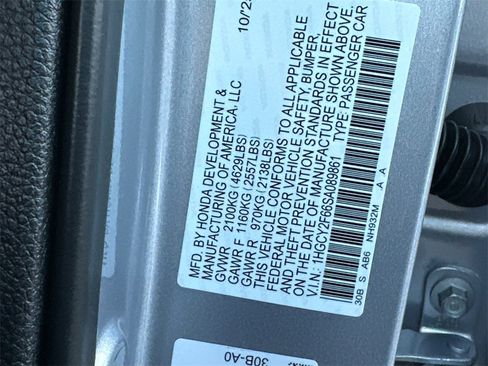 MFD. BY HONDA DEVELOPMENT &
MANUFACTURING OF AMERICA, LLC
GVWR 2100KG(4629LBS)
GAWR F 1160KG(2557LBS)
GAWR R 970KG(2138LBS)
THIS VEHICLE CONFORMS TO ALL APPLICABLE
FEDERAL MOTOR VEHICLE SAFETY, BUMPER,
AND THEFT PREVENTION STANDARDS IN EFFECT
ON THE DATE OF MANUFACTURE SHOWN ABOVE.
V.I.N.: 1HGCY2F66SA089861 TYPE:PASSENGER CAR
30B S AB6 NH932M A A
30B-A0